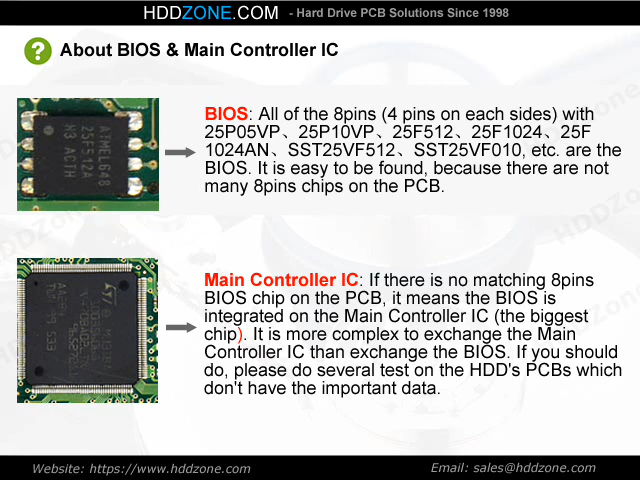 HDDZONE.COM - Hard Drive PCB Solutions Since 1998
? About BIOS & Main Controller IC
ATMEL648
25F512A
N3 ACTH
BIOS: All of the 8pins (4 pins on each sides) with
25P05VP、25P10VP、25F512、25F1024、25F
1024AN、SST25VF512、SST25VF010, etc. are the
BIOS. It is easy to be found, because there are not
many 8pins chips on the PCB.
Main Controller IC: If there is no matching 8pins
BIOS chip on the PCB, it means the BIOS is
integrated on the Main Controller IC (the biggest
chip). It is more complex to exchange the Main
Controller IC than exchange the BIOS. If you should
do, please do several test on the HDD's PCBs which
don't have the important data.
Website: https://www.hddzone.com Email: sales@hddzone.com